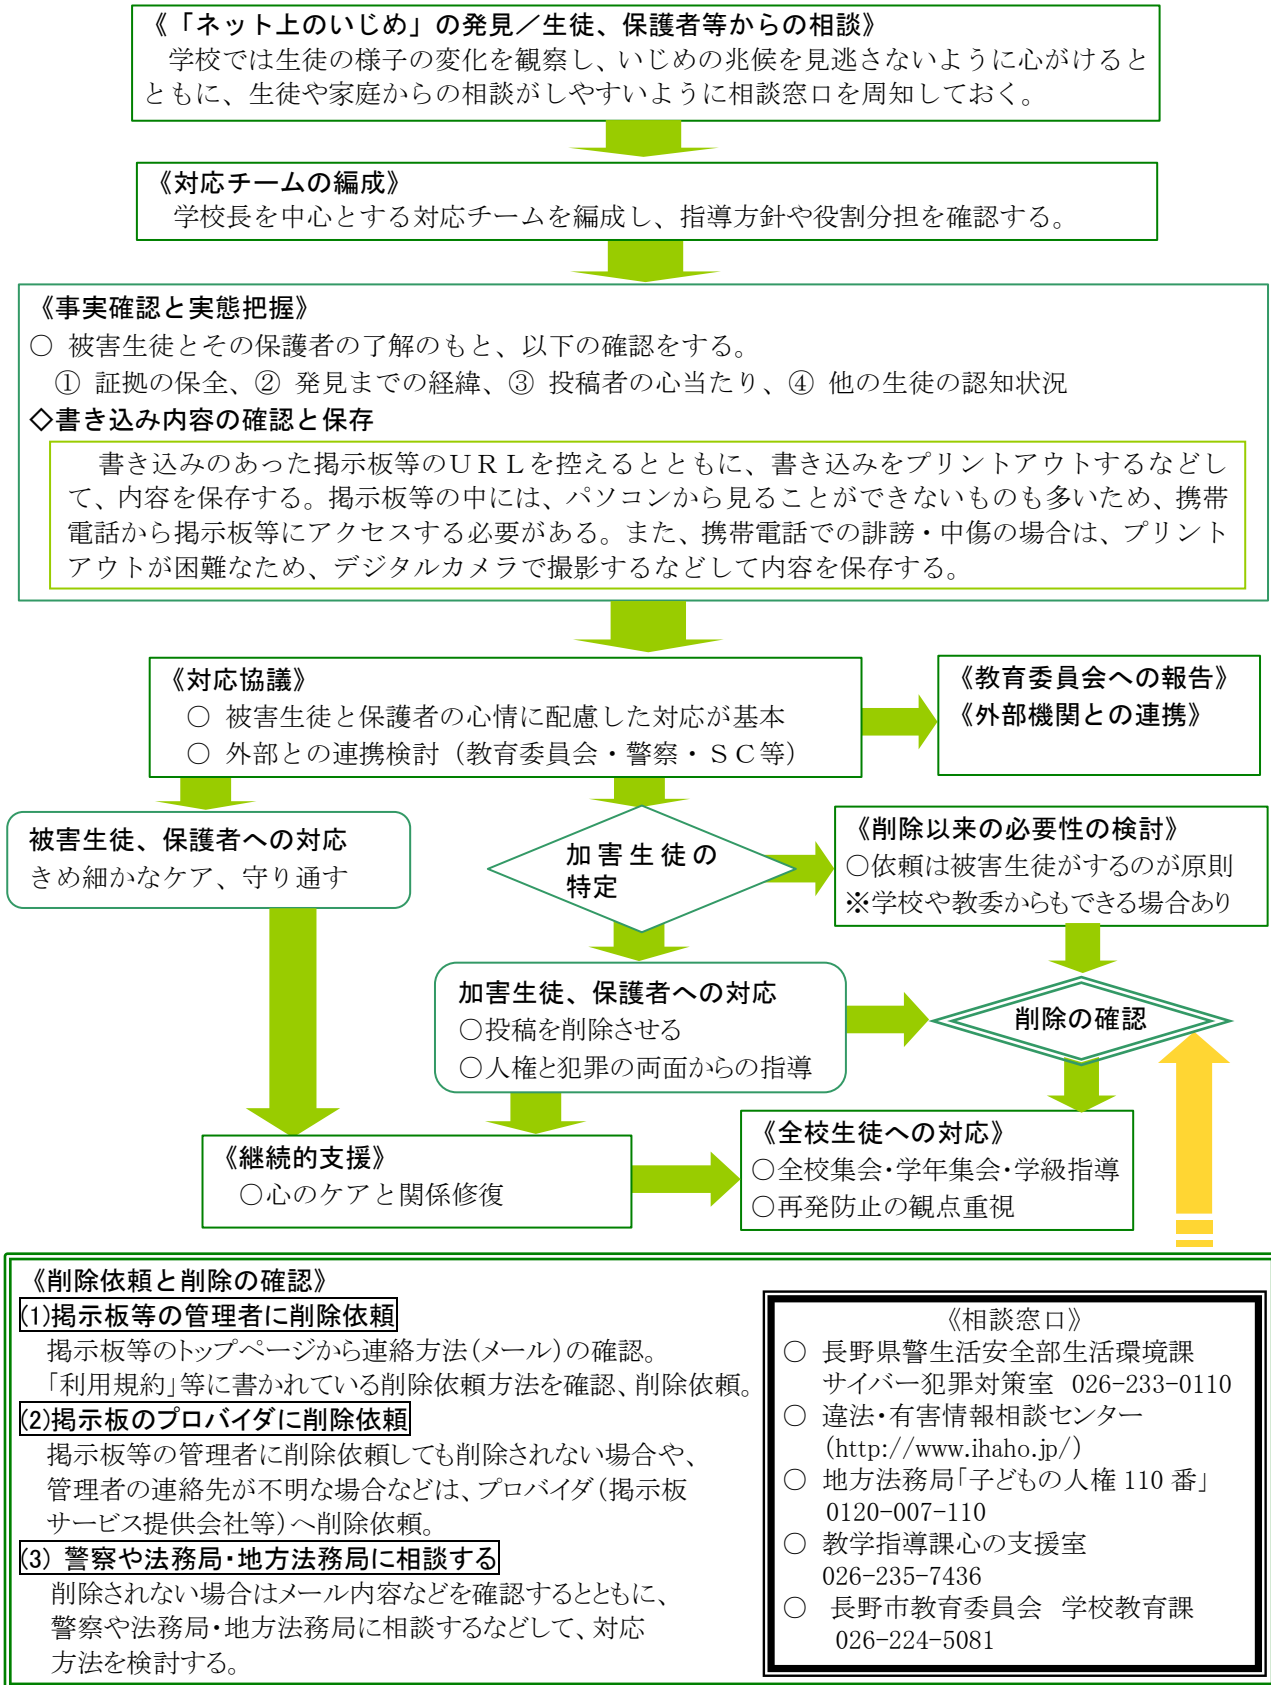 《「ネット上のいじめ」の発見／生徒、保護者等からの相談》
学校では生徒の様子の変化を観察し、いじめの兆候を見逃さないように心がけると
ともに、生徒や家庭からの相談がしやすいように相談窓口を周知しておく。
《対応チームの編成》
学校長を中心とする対応チームを編成し、指導方針や役割分担を確認する。
《事実確認と実態把握》
○ 被害生徒とその保護者の了解のもと、以下の確認をする。
① 証拠の保全、② 発見までの経緯、③ 投稿者の心当たり、④ 他の生徒の認知状況
◇書き込み内容の確認と保存
書き込みのあった掲示板等のＵＲＬを控えるとともに、書き込みをプリントアウトするなどし
て、内容を保存する。掲示板等の中には、パソコンから見ることができないものも多いため、携帯
電話から掲示板等にアクセスする必要がある。また、携帯電話での誹謗・中傷の場合は、プリント
アウトが困難なため、デジタルカメラで撮影するなどして内容を保存する。
《対応協議》
○ 被害生徒と保護者の心情に配慮した対応が基本
○ 外部との連携検討（教育委員会・警察・ＳＣ等）
《教育委員会への報告》
《外部機関との連携》
被害生徒、保護者への対応
きめ細かなケア、守り通す
加害生徒の
特定
《削除以来の必要性の検討》
○依頼は被害生徒がするのが原則
※学校や教委からもできる場合あり
加害生徒、保護者への対応
○投稿を削除させる
○人権と犯罪の両面からの指導
削除の確認
《継続的支援》
○心のケアと関係修復
《全校生徒への対応》
○全校集会・学年集会・学級指導
○再発防止の観点重視
《削除依頼と削除の確認》
(1)掲示板等の管理者に削除依頼
掲示板等のトップページから連絡方法（メール）の確認。
「利用規約」等に書かれている削除依頼方法を確認、削除依頼。
(2)掲示板のプロバイダに削除依頼
掲示板等の管理者に削除依頼しても削除されない場合や、
管理者の連絡先が不明な場合などは、プロバイダ（掲示板
サービス提供会社等）へ削除依頼。
(3) 警察や法務局・地方法務局に相談する
削除されない場合はメール内容などを確認するとともに、
警察や法務局・地方法務局に相談するなどして、対応
方法を検討する。
《相談窓口》
○ 長野県警生活安全部生活環境課
サイバー犯罪対策室 026-233-0110
○ 違法・有害情報相談センター
(http://www.ihaho.jp/)
○ 地方法務局「子どもの人権 110 番」
0120-007-110
○ 教学指導課心の支援室
026-235-7436
○ 長野市教育委員会 学校教育課
026-224-5081